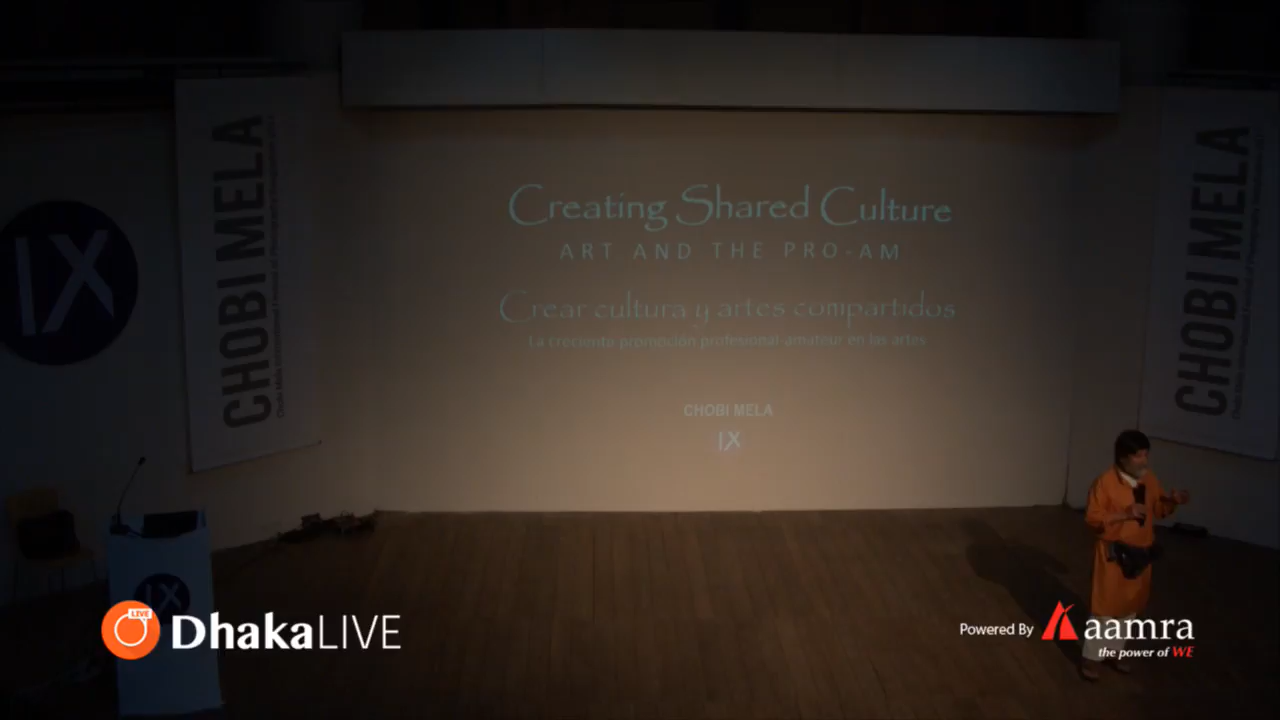 CHOBI MELA
IX
Creating Shared Culture
ART AND THE PRO-AM
Crear cultura y artes compartidos
La creciente promoción profesional-amateur en las artes
CHOBI MELA
IX
CHOBI MELA
IX
LIVE
DhakaLIVE
Powered By aamra
the power of WE